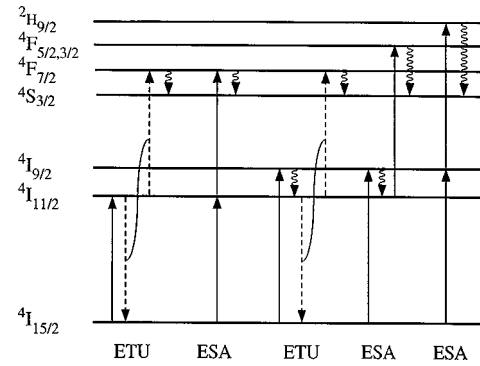 ²H₉/₂
⁴F₅/₂,₃/₂
⁴F₇/₂
⁴S₃/₂
⁴I₉/₂
⁴I₁₁/₂
⁴I₁₅/₂
ETU ESA ETU ESA ESA